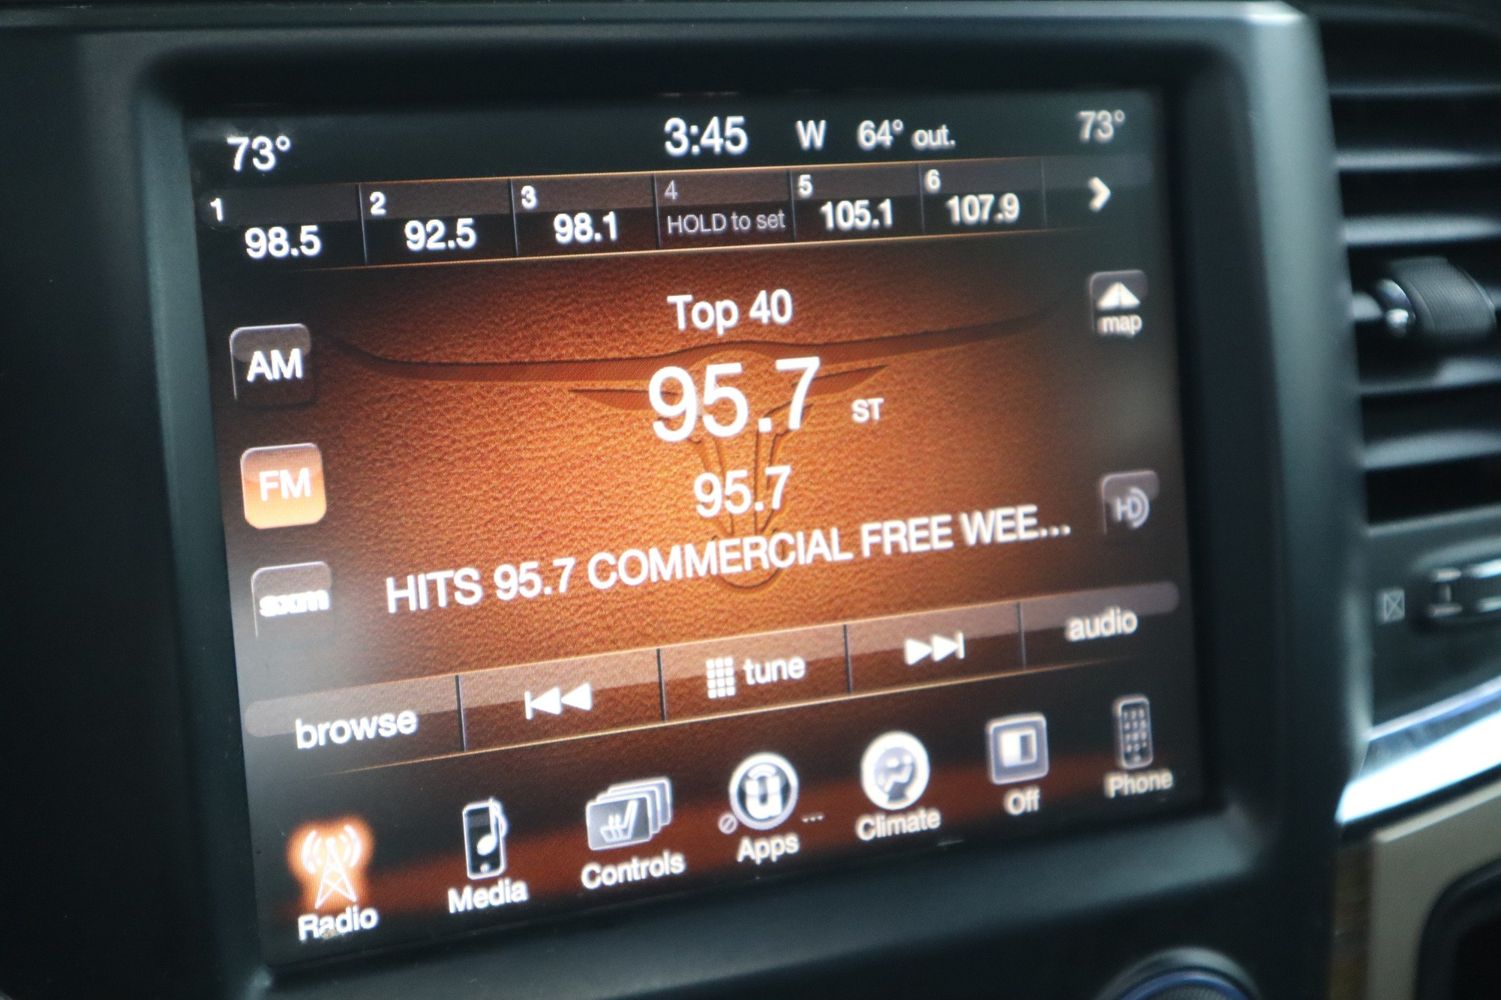 73° 3:45 W 64° out. 73°
1 2 3 4 5 6
98.5 92.5 98.1 HOLD to set 105.1 107.9
Top 40
map
AM
95.7 ST
FM
95.7
HD
HITS 95.7 COMMERCIAL FREE WEE...
sxm
browse tune audio
Radio Media Controls Apps ... Climate Off Phone